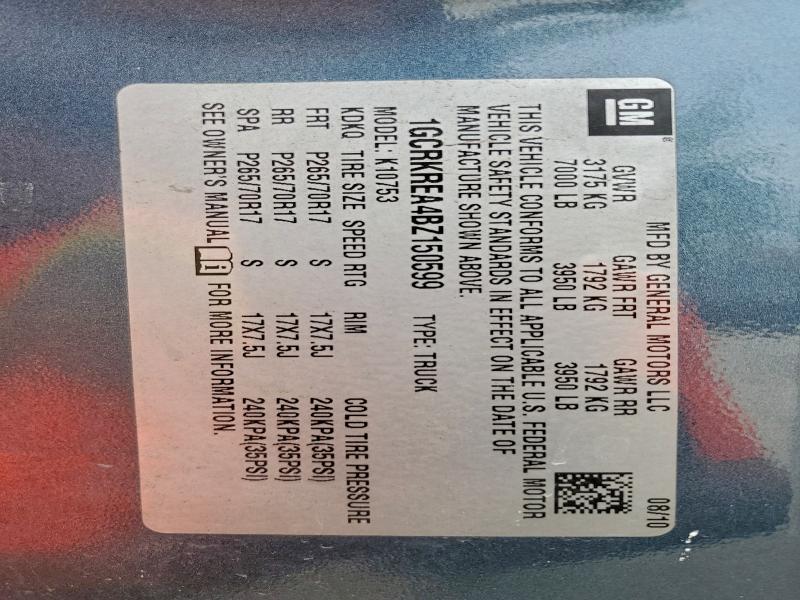 GM®
MFD BY GENERAL MOTORS LLC 08/10
GVWR GAWR FRT GAWR RR
3175 KG 1792 KG 1792 KG
7000 LB 3950 LB 3950 LB
THIS VEHICLE CONFORMS TO ALL APPLICABLE U.S. FEDERAL MOTOR
VEHICLE SAFETY STANDARDS IN EFFECT ON THE DATE OF
MANUFACTURE SHOWN ABOVE.
1GCRKREA4BZ150599 TYPE: TRUCK
MODEL: K10753
KDKQ TIRE SIZE SPEED RTG RIM COLD TIRE PRESSURE
FRT P265/70R17 S 17X7.5J 240KPA(35PSI)
RR P265/70R17 S 17X7.5J 240KPA(35PSI)
SPA P265/70R17 S 17X7.5J 240KPA(35PSI)
SEE OWNER'S MANUAL FOR MORE INFORMATION.